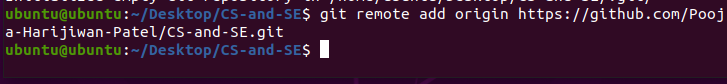 ubuntu@ubuntu:~/Desktop/CS-and-SE$ git remote add origin https://github.com/Pooj
a-Harijiwan-Patel/CS-and-SE.git
ubuntu@ubuntu:~/Desktop/CS-and-SE$